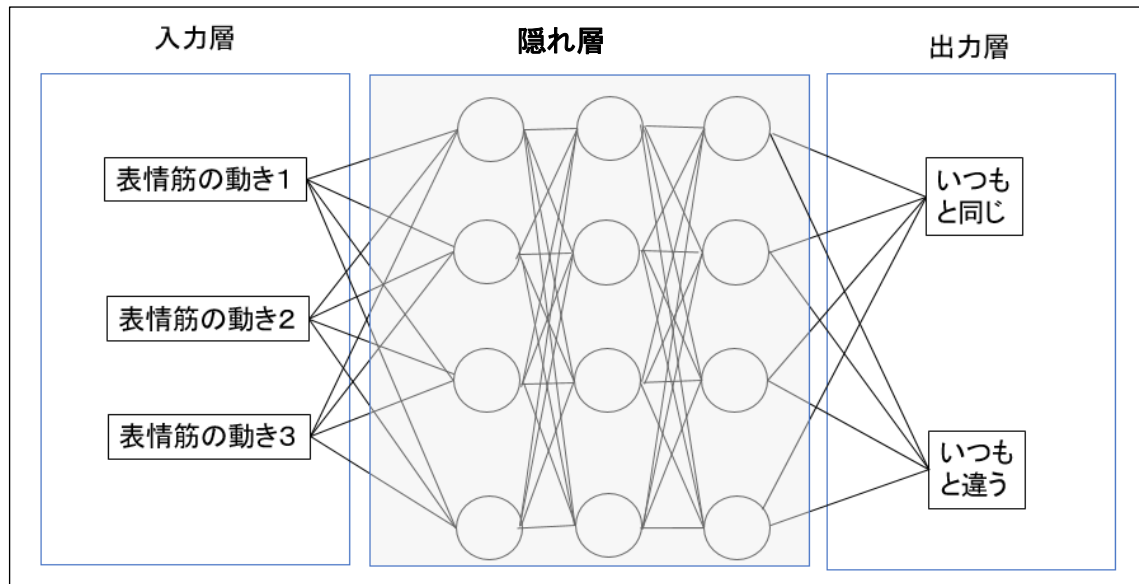 入力層
隠れ層
出力層
表情筋の動き１
表情筋の動き２
表情筋の動き３
いつも
と同じ
いつも
と違う